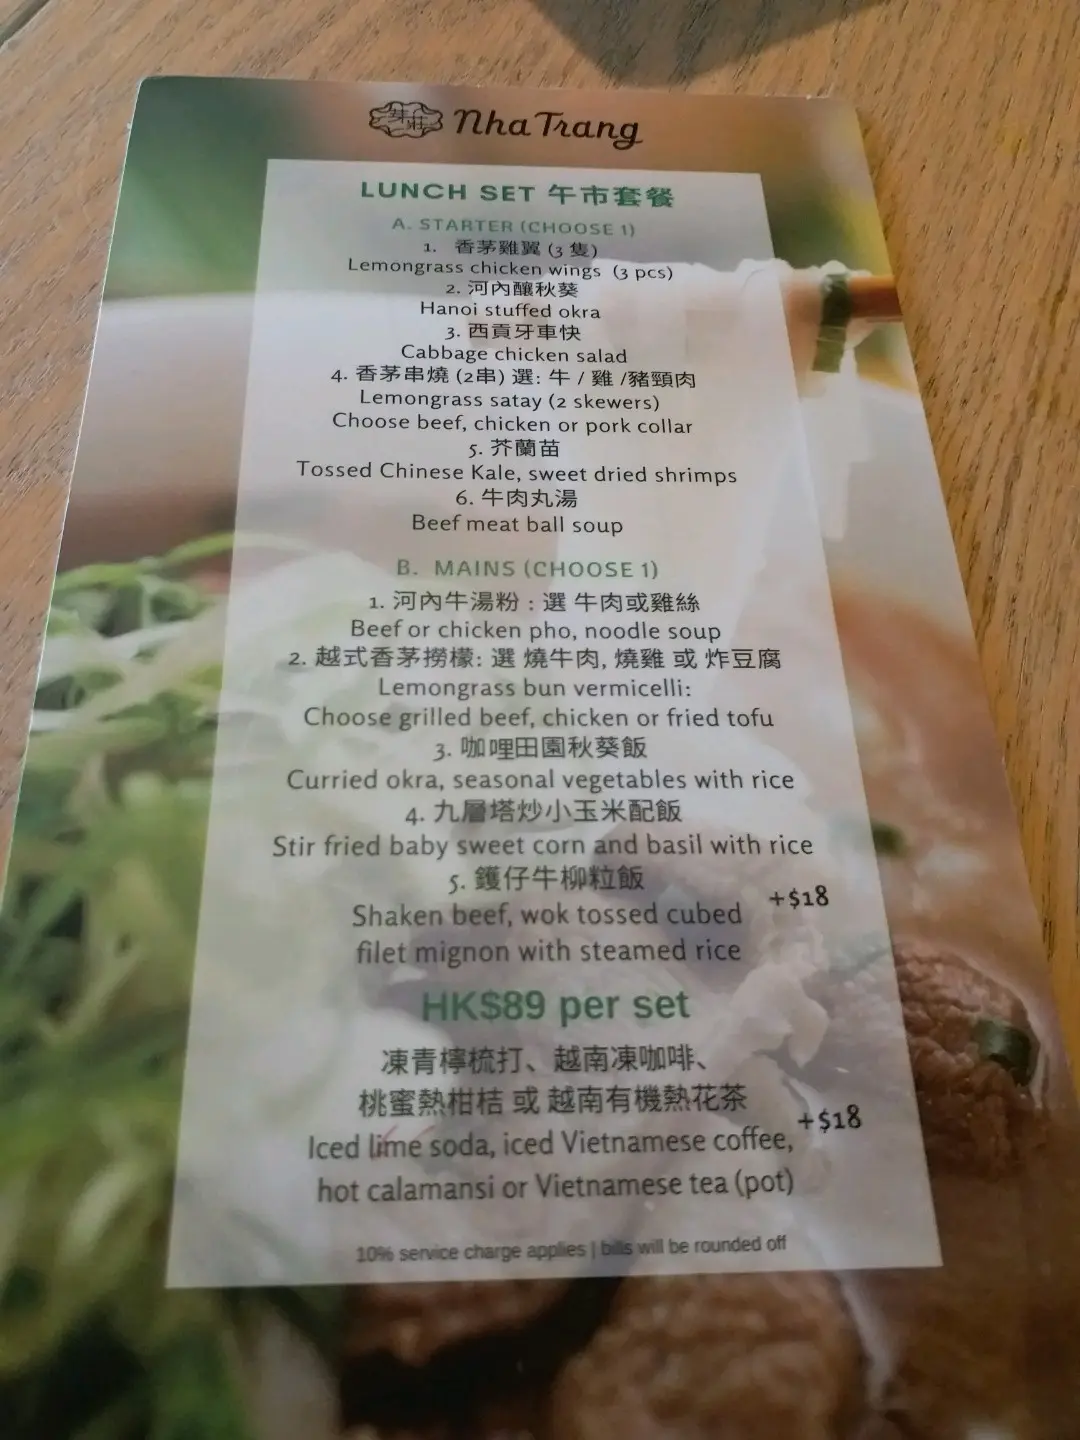 芽莊 Nha Trang
LUNCH SET 午市套餐
A. STARTER (CHOOSE 1)
1. 香茅雞翼 (3 隻)
Lemongrass chicken wings (3 pcs)
2. 河內釀秋葵
Hanoi stuffed okra
3. 西貢牙車快
Cabbage chicken salad
4. 香茅串燒 (2串) 選: 牛 / 雞 /豬頸肉
Lemongrass satay (2 skewers)
Choose beef, chicken or pork collar
5. 芥蘭苗
Tossed Chinese Kale, sweet dried shrimps
6. 牛肉丸湯
Beef meat ball soup
B. MAINS (CHOOSE 1)
1. 河內牛湯粉 : 選 牛肉或雞絲
Beef or chicken pho, noodle soup
2. 越式香茅撈檬: 選 燒牛肉, 燒雞 或 炸豆腐
Lemongrass bun vermicelli:
Choose grilled beef, chicken or fried tofu
3. 咖哩田園秋葵飯
Curried okra, seasonal vegetables with rice
4. 九層塔炒小玉米配飯
Stir fried baby sweet corn and basil with rice
5. 鑊仔牛柳粒飯
Shaken beef, wok tossed cubed +$18
filet mignon with steamed rice
HK$89 per set
凍青檸梳打、越南凍咖啡、
桃蜜熱柑桔 或 越南有機熱花茶
Iced lime soda, iced Vietnamese coffee, +$18
hot calamansi or Vietnamese tea (pot)
10% service charge applies | bills will be rounded off